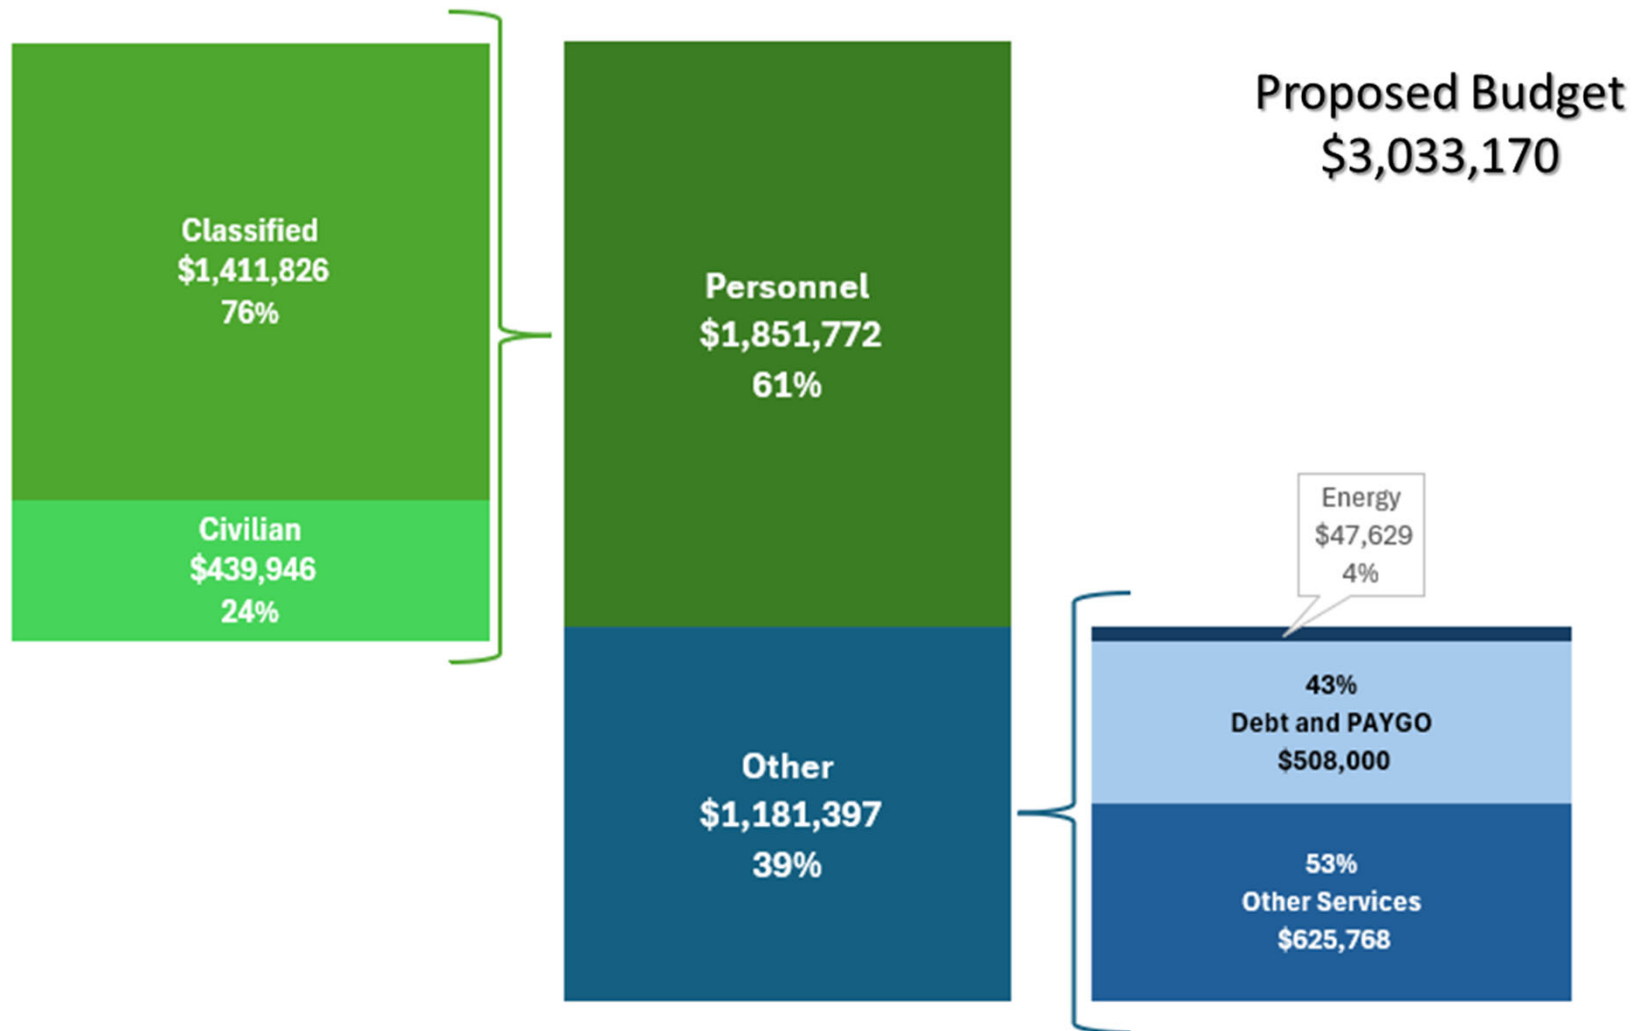 Proposed Budget
$3,033,170
Classified
$1,411,826
76%
Civilian
$439,946
24%
Personnel
$1,851,772
61%
Other
$1,181,397
39%
Energy
$47,629
4%
43%
Debt and PAYGO
$508,000
53%
Other Services
$625,768